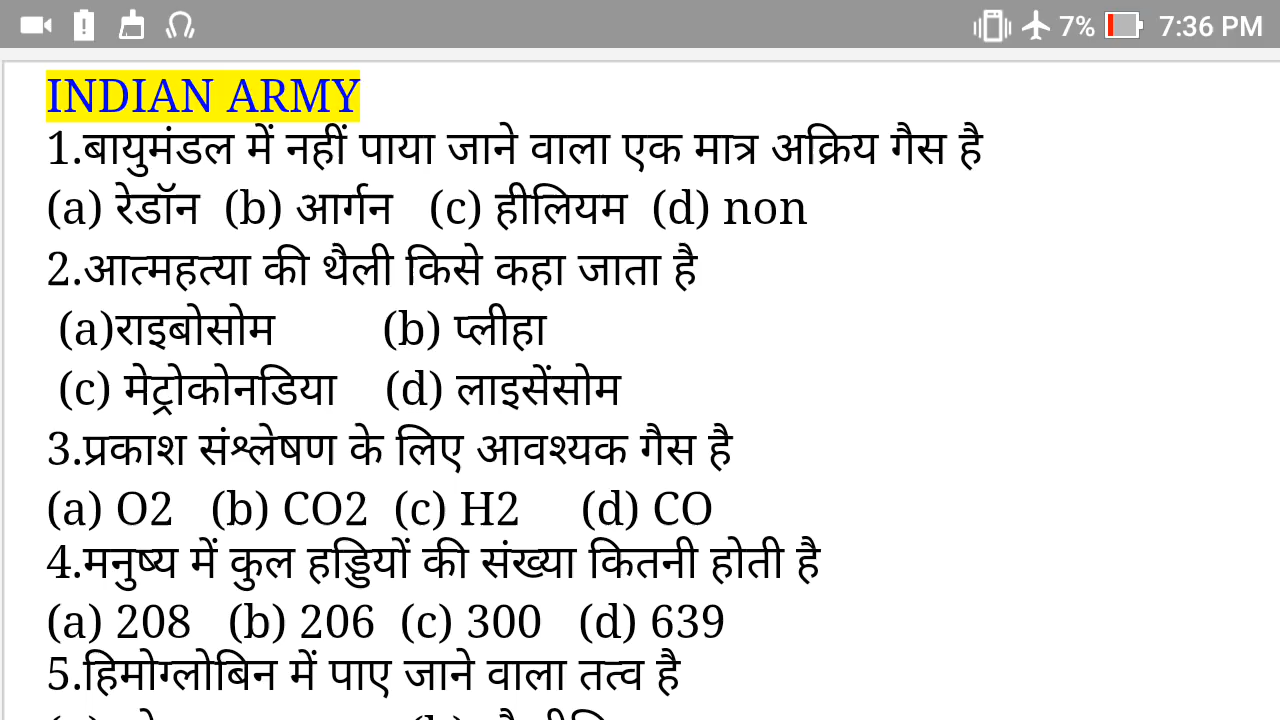 7% 7:36 PM
INDIAN ARMY
1.बायुमंडल में नहीं पाया जाने वाला एक मात्र अक्रिय गैस है
(a) रेडॉन (b) आर्गन (c) हीलियम (d) non
2.आत्महत्या की थैली किसे कहा जाता है
(a)राइबोसोम (b) प्लीहा
(c) मेट्रोकोनडिया (d) लाइसेंसोम
3.प्रकाश संश्लेषण के लिए आवश्यक गैस है
(a) O2 (b) CO2 (c) H2 (d) CO
4.मनुष्य में कुल हड्डियों की संख्या कितनी होती है
(a) 208 (b) 206 (c) 300 (d) 639
5.हिमोग्लोबिन में पाए जाने वाला तत्व है